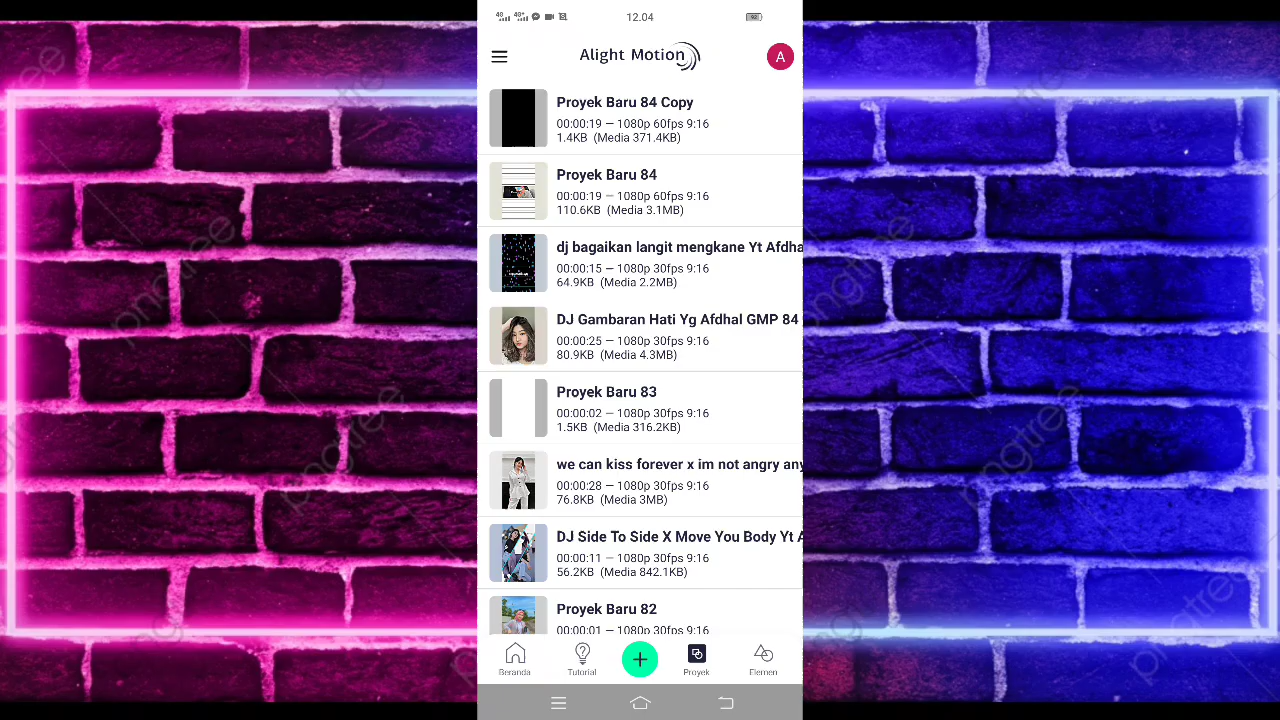 4G 4G+ 12.04 92
Alight Motion
A
Proyek Baru 84 Copy
00:00:19 — 1080p 60fps 9:16
1.4KB (Media 371.4KB)
Proyek Baru 84
00:00:19 — 1080p 60fps 9:16
110.6KB (Media 3.1MB)
dj bagaikan langit mengkane Yt Afdha
00:00:15 — 1080p 30fps 9:16
64.9KB (Media 2.2MB)
DJ Gambaran Hati Yg Afdhal GMP 84
00:00:25 — 1080p 30fps 9:16
80.9KB (Media 4.3MB)
Proyek Baru 83
00:00:02 — 1080p 30fps 9:16
1.5KB (Media 316.2KB)
we can kiss forever x im not angry any
00:00:28 — 1080p 30fps 9:16
76.8KB (Media 3MB)
DJ Side To Side X Move You Body Yt A
00:00:11 — 1080p 30fps 9:16
56.2KB (Media 842.1KB)
Proyek Baru 82
00:00:01 — 1080p 30fps 9:16
Beranda Tutorial Proyek Elemen
pngtree
pngtree
pngtree
pngtree